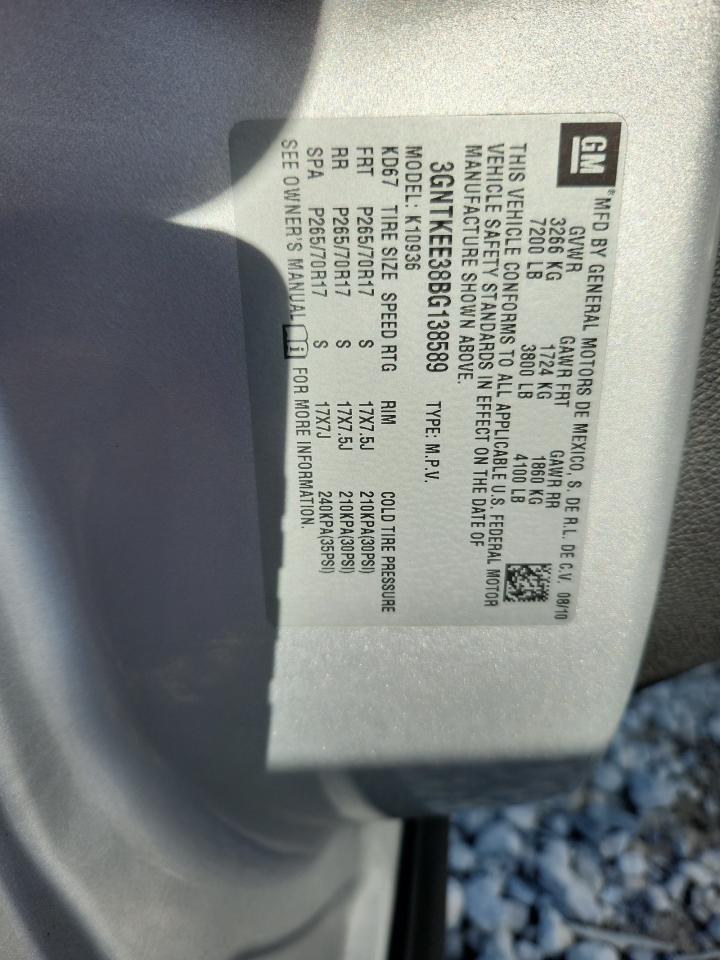 GM
* MFD BY GENERAL MOTORS DE MEXICO, S. DE R.L. DE C.V. 08/10
GVWR GAWR FRT GAWR RR
3266 KG 1724 KG 1860 KG
7200 LB 3800 LB 4100 LB
THIS VEHICLE CONFORMS TO ALL APPLICABLE U.S. FEDERAL MOTOR
VEHICLE SAFETY STANDARDS IN EFFECT ON THE DATE OF
MANUFACTURE SHOWN ABOVE.
3GNTKEE38BG138589 TYPE: M.P.V.
MODEL: K10936
KD67 TIRE SIZE SPEED RTG RIM COLD TIRE PRESSURE
FRT P265/70R17 S 17X7.5J 210KPA(30PSI)
RR P265/70R17 S 17X7.5J 210KPA(30PSI)
SPA P265/70R17 S 17X7J 240KPA(35PSI)
SEE OWNER'S MANUAL i FOR MORE INFORMATION.